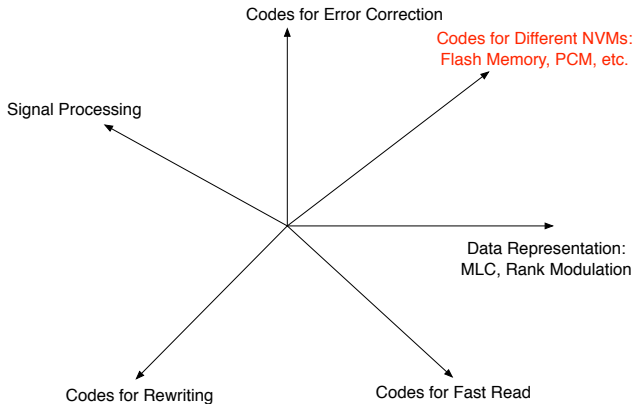 Codes for Error Correction
Codes for Different NVMs:
Flash Memory, PCM, etc.
Signal Processing
Data Representation:
MLC, Rank Modulation
Codes for Rewriting
Codes for Fast Read